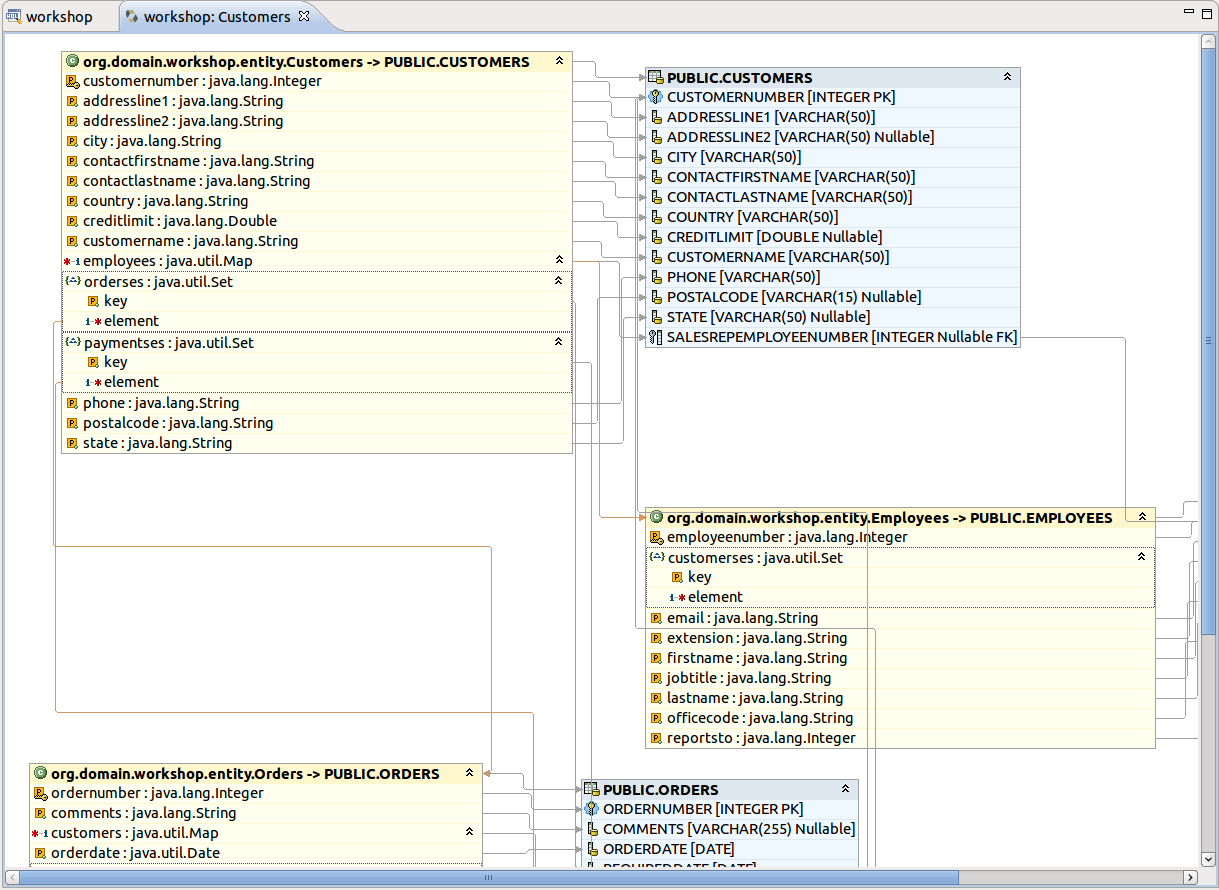 workshop
workshop: Customers
org.domain.workshop.entity.Customers -> PUBLIC.CUSTOMERS
customernumber : java.lang.Integer
addressline1 : java.lang.String
addressline2 : java.lang.String
city : java.lang.String
contactfirstname : java.lang.String
contactlastname : java.lang.String
country : java.lang.String
creditlimit : java.lang.Double
customername : java.lang.String
employees : java.util.Map
orderses : java.util.Set
key
element
paymentses : java.util.Set
key
element
phone : java.lang.String
postalcode : java.lang.String
state : java.lang.String
PUBLIC.CUSTOMERS
CUSTOMERNUMBER [INTEGER PK]
ADDRESSLINE1 [VARCHAR(50)]
ADDRESSLINE2 [VARCHAR(50) Nullable]
CITY [VARCHAR(50)]
CONTACTFIRSTNAME [VARCHAR(50)]
CONTACTLASTNAME [VARCHAR(50)]
COUNTRY [VARCHAR(50)]
CREDITLIMIT [DOUBLE Nullable]
CUSTOMERNAME [VARCHAR(50)]
PHONE [VARCHAR(50)]
POSTALCODE [VARCHAR(15) Nullable]
STATE [VARCHAR(50) Nullable]
SALESREPEMPLOYEENUMBER [INTEGER Nullable FK]
org.domain.workshop.entity.Employees -> PUBLIC.EMPLOYEES
employeenumber : java.lang.Integer
customerses : java.util.Set
key
element
email : java.lang.String
extension : java.lang.String
firstname : java.lang.String
jobtitle : java.lang.String
lastname : java.lang.String
officecode : java.lang.String
reportsto : java.lang.Integer
org.domain.workshop.entity.Orders -> PUBLIC.ORDERS
ordernumber : java.lang.Integer
comments : java.lang.String
customers : java.util.Map
orderdate : java.util.Date
PUBLIC.ORDERS
ORDERNUMBER [INTEGER PK]
COMMENTS [VARCHAR(255) Nullable]
ORDERDATE [DATE]
REQUIREDDATE [DATE]